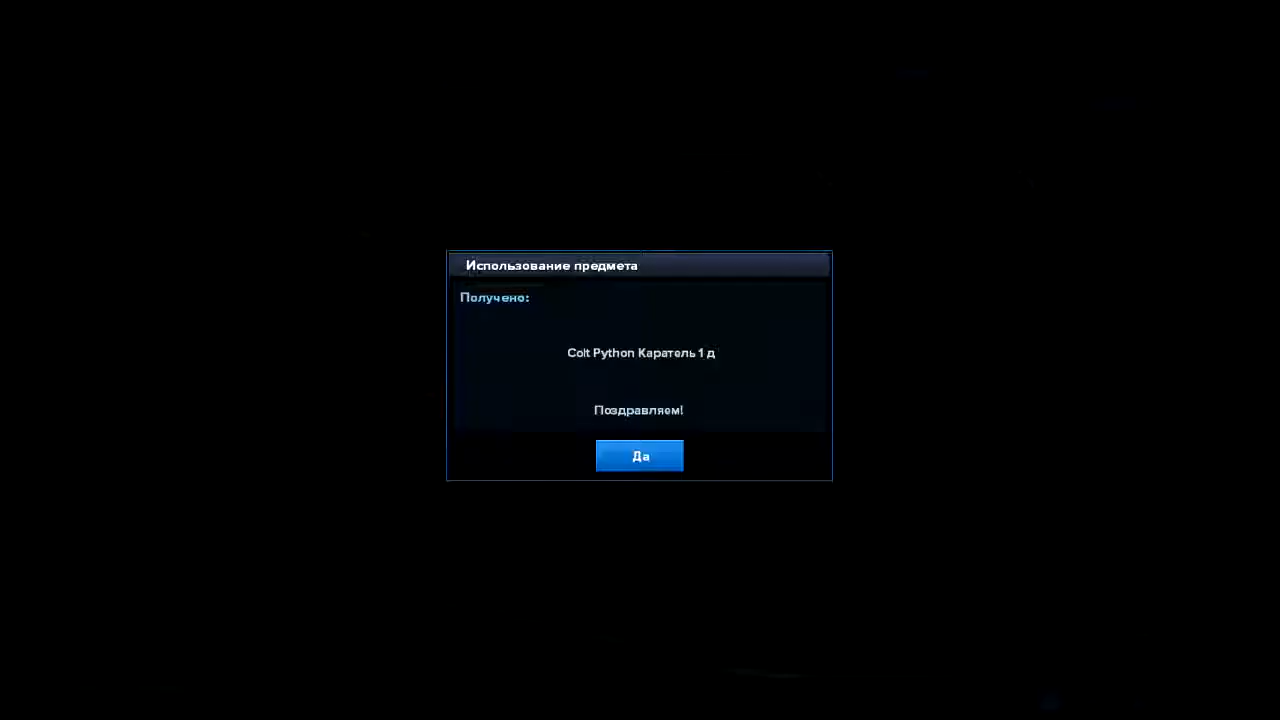 Использование предмета
Получено:
Colt Python Каратель 1 д
Поздравляем!
Да